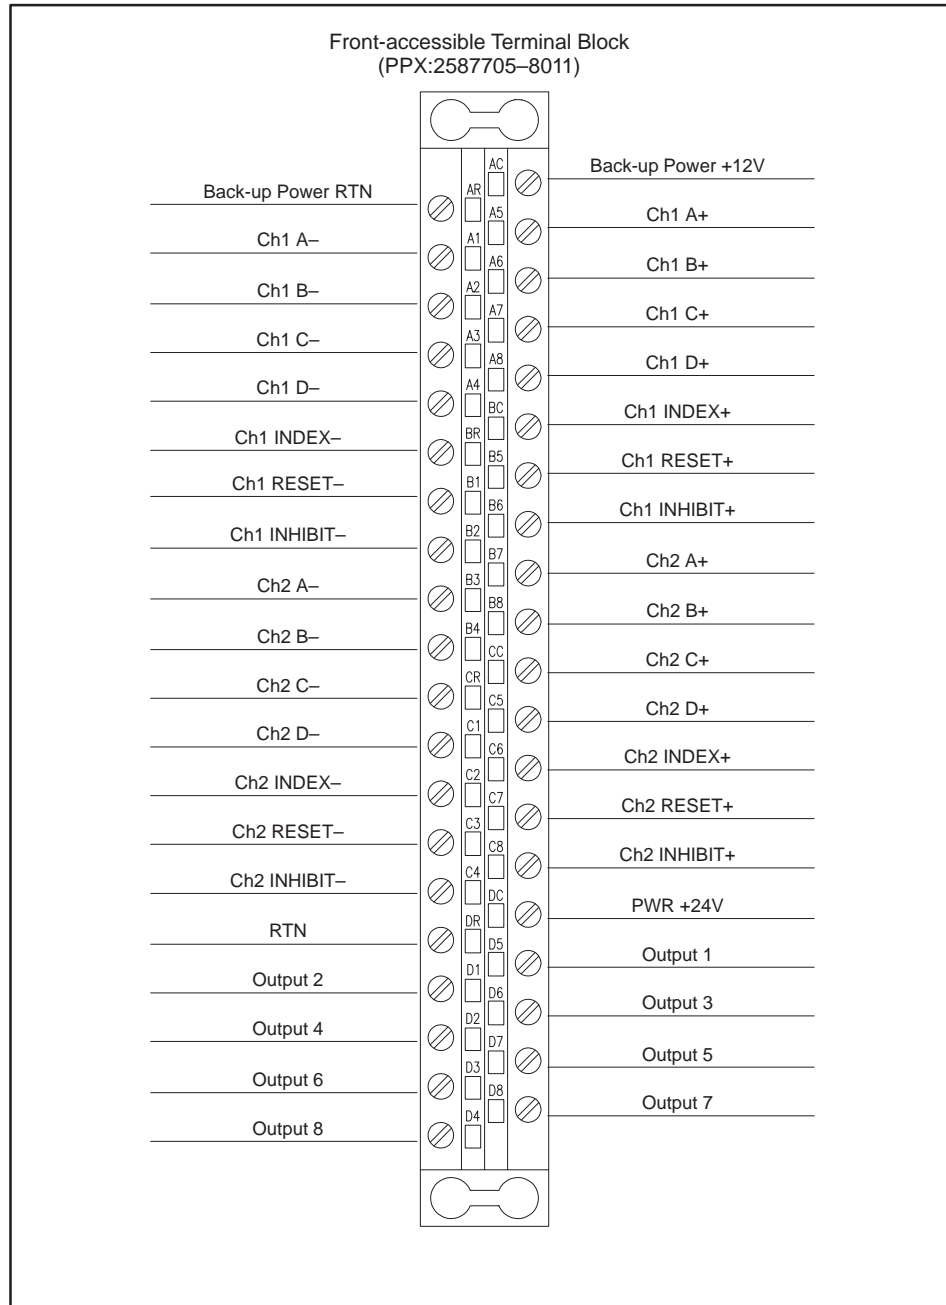 Front-accessible Terminal Block
(PPX:2587705–8011)
AC
Back-up Power +12V
Back-up Power RTN
AR
A5
Ch1 A+
Ch1 A–
A1
A6
Ch1 B+
Ch1 B–
A2
A7
Ch1 C+
Ch1 C–
A3
A8
Ch1 D+
Ch1 D–
A4
BC
Ch1 INDEX+
Ch1 INDEX–
BR
B5
Ch1 RESET+
Ch1 RESET–
B1
B6
Ch1 INHIBIT+
Ch1 INHIBIT–
B2
B7
Ch2 A+
Ch2 A–
B3
B8
Ch2 B+
Ch2 B–
B4
CC
Ch2 C+
Ch2 C–
CR
C5
Ch2 D+
Ch2 D–
C1
C6
Ch2 INDEX+
Ch2 INDEX–
C2
C7
Ch2 RESET+
Ch2 RESET–
C3
C8
Ch2 INHIBIT+
Ch2 INHIBIT–
C4
DC
PWR +24V
RTN
DR
D5
Output 1
Output 2
D1
D6
Output 3
Output 4
D2
D7
Output 5
Output 6
D3
D8
Output 7
Output 8
D4